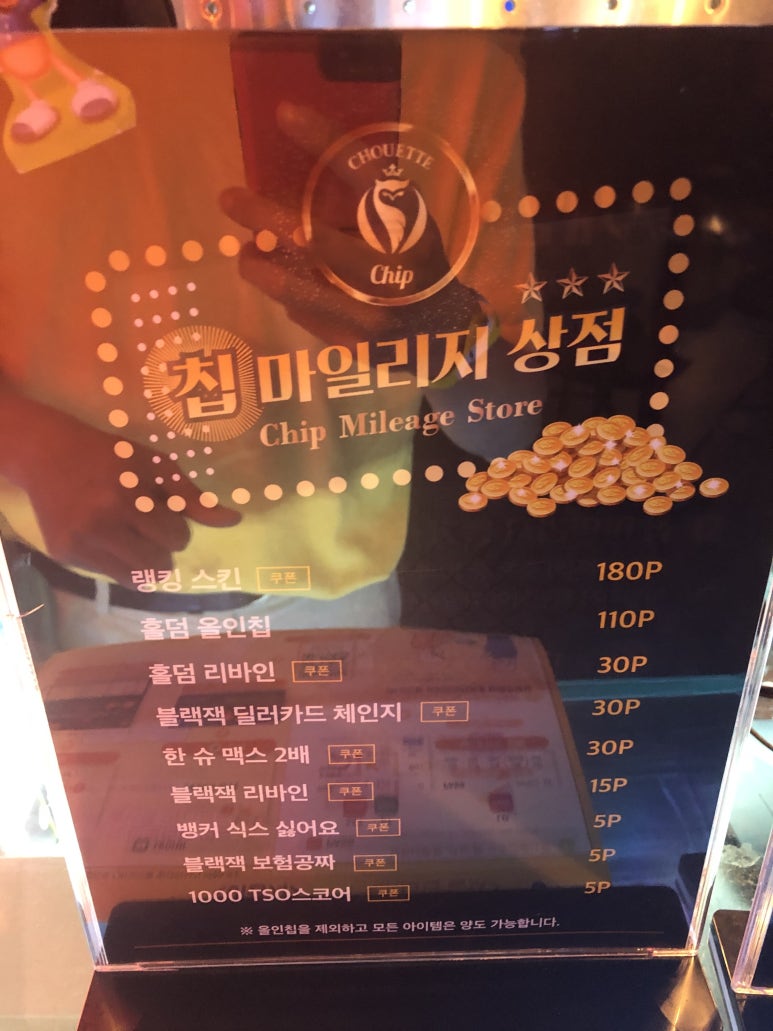 CHOUETTE
Chip
칩 마일리지 상점
Chip Mileage Store
랭킹 스킨 쿠폰 180P
홀덤 올인칩 110P
홀덤 리바인 쿠폰 30P
블랙잭 딜러카드 체인지 쿠폰 30P
한 슈 맥스 2배 쿠폰 30P
블랙잭 리바인 쿠폰 15P
뱅커 식스 싫어요 쿠폰 5P
블랙잭 보험공짜 쿠폰 5P
1000 TSO스코어 쿠폰 5P
※ 올인칩을 제외하고 모든 아이템은 양도 가능합니다.